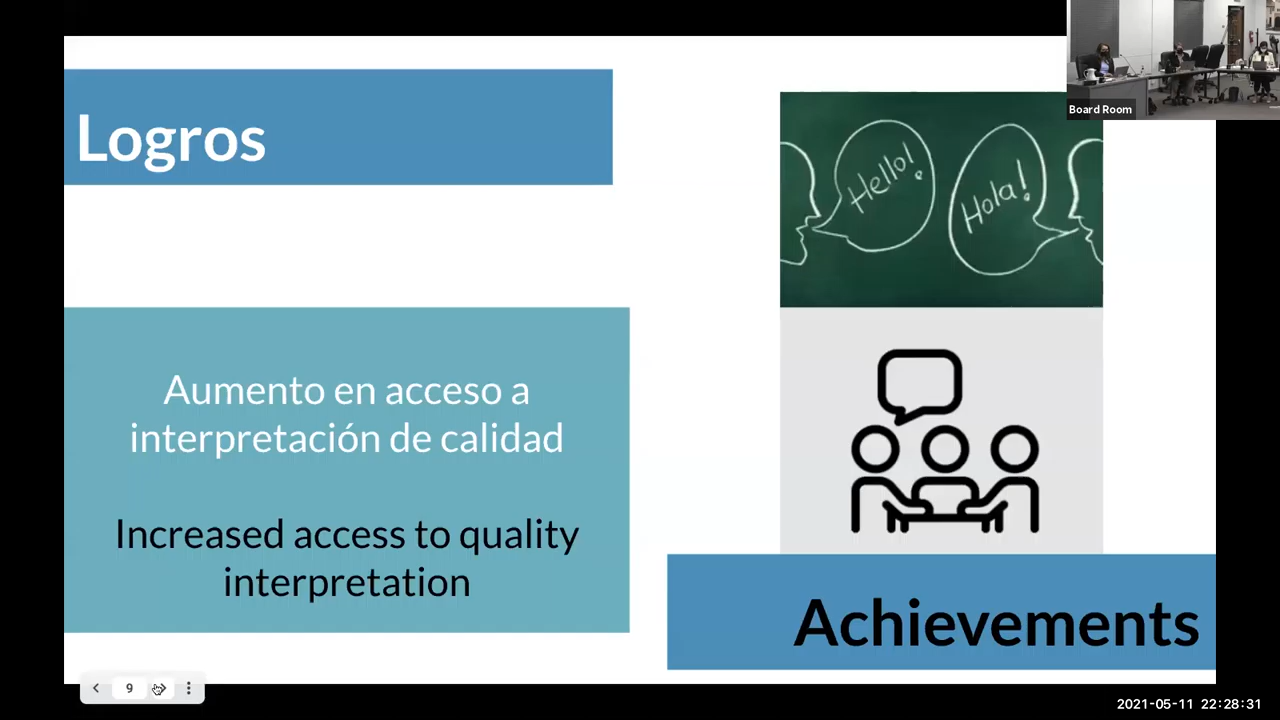 Logros
Hello!
Hola!
Board Room
Aumento en acceso a
interpretación de calidad
Increased access to quality
interpretation
Achievements
9
2021-05-11 22:28:31